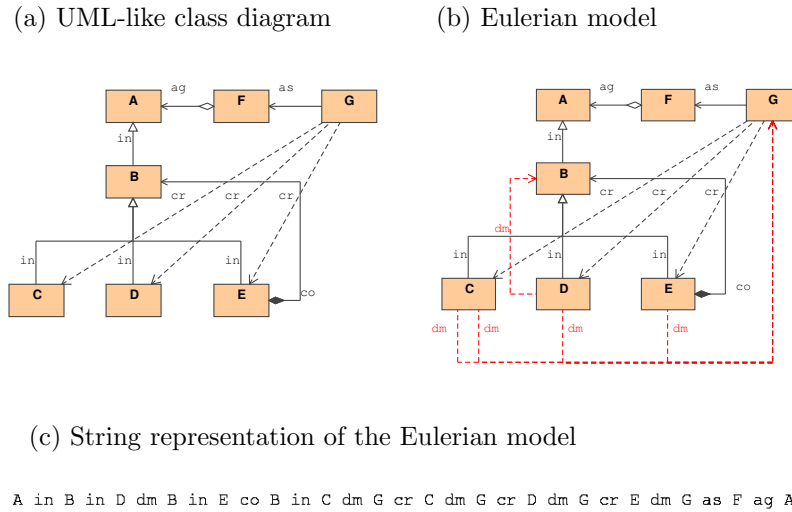 (a) UML-like class diagram
(b) Eulerian model
ag as
A F G
in
B
cr cr cr
in in in
C D E
co
ag as
A F G
in
B
cr cr cr
dm
in in in
C D E
co
dm dm dm dm
(c) String representation of the Eulerian model
A in B in D dm B in E co B in C dm G cr C dm G cr D dm G cr E dm G as F ag A